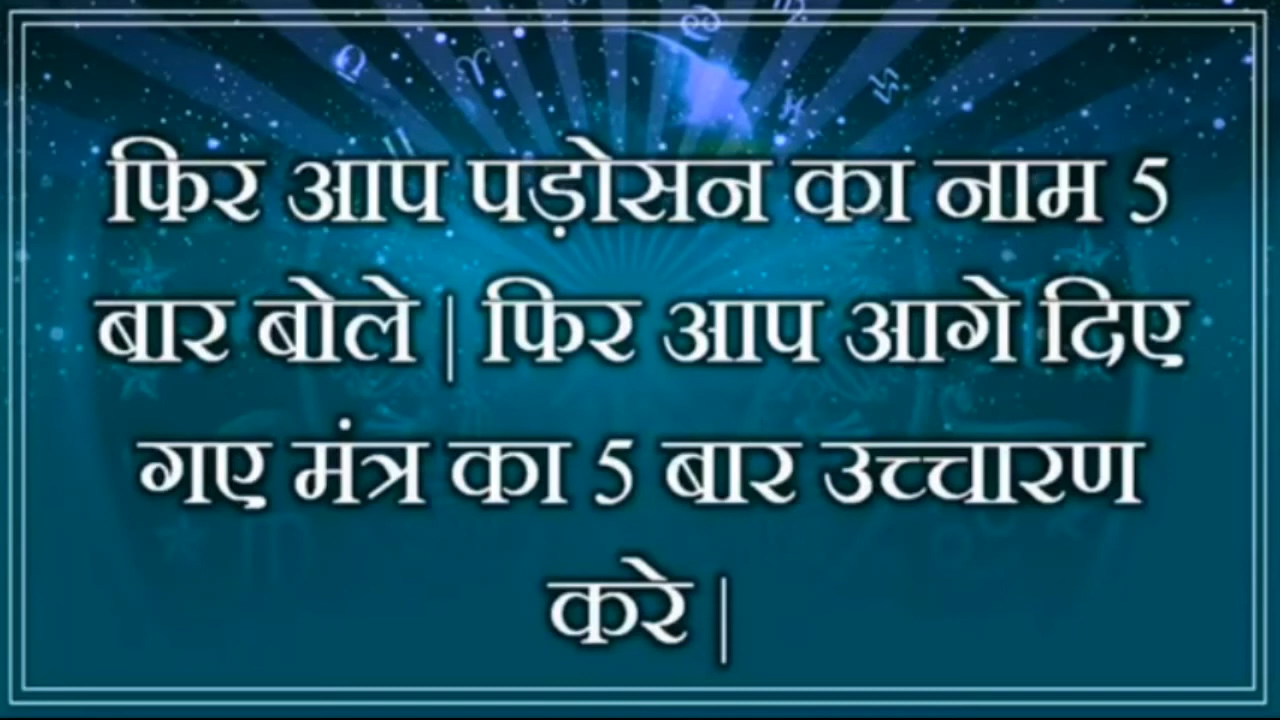 फिर आप पड़ोसन का नाम 5
बार बोले | फिर आप आगे दिए
गए मंत्र का 5 बार उच्चारण
करे |